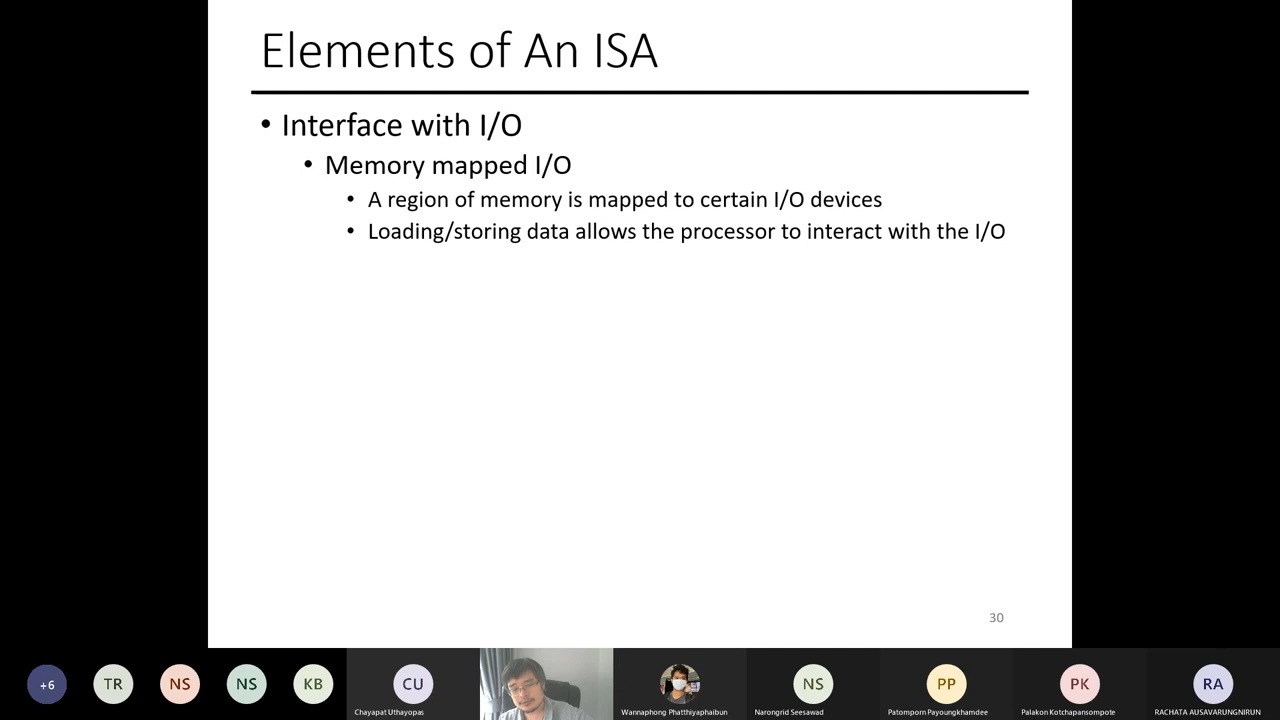 Elements of An ISA
• Interface with I/O
• Memory mapped I/O
• A region of memory is mapped to certain I/O devices
• Loading/storing data allows the processor to interact with the I/O
30
+6
TR
NS
NS
KB
CU
NS
PP
PK
RA
Chayapat Uthayopas
Wannaphong Phatthiyaphaibun
Narongrid Seesawad
Patomporn Payoungkhamdee
Palakon Kotchapansompote
RACHATA AUSAVARUNGNIRUN